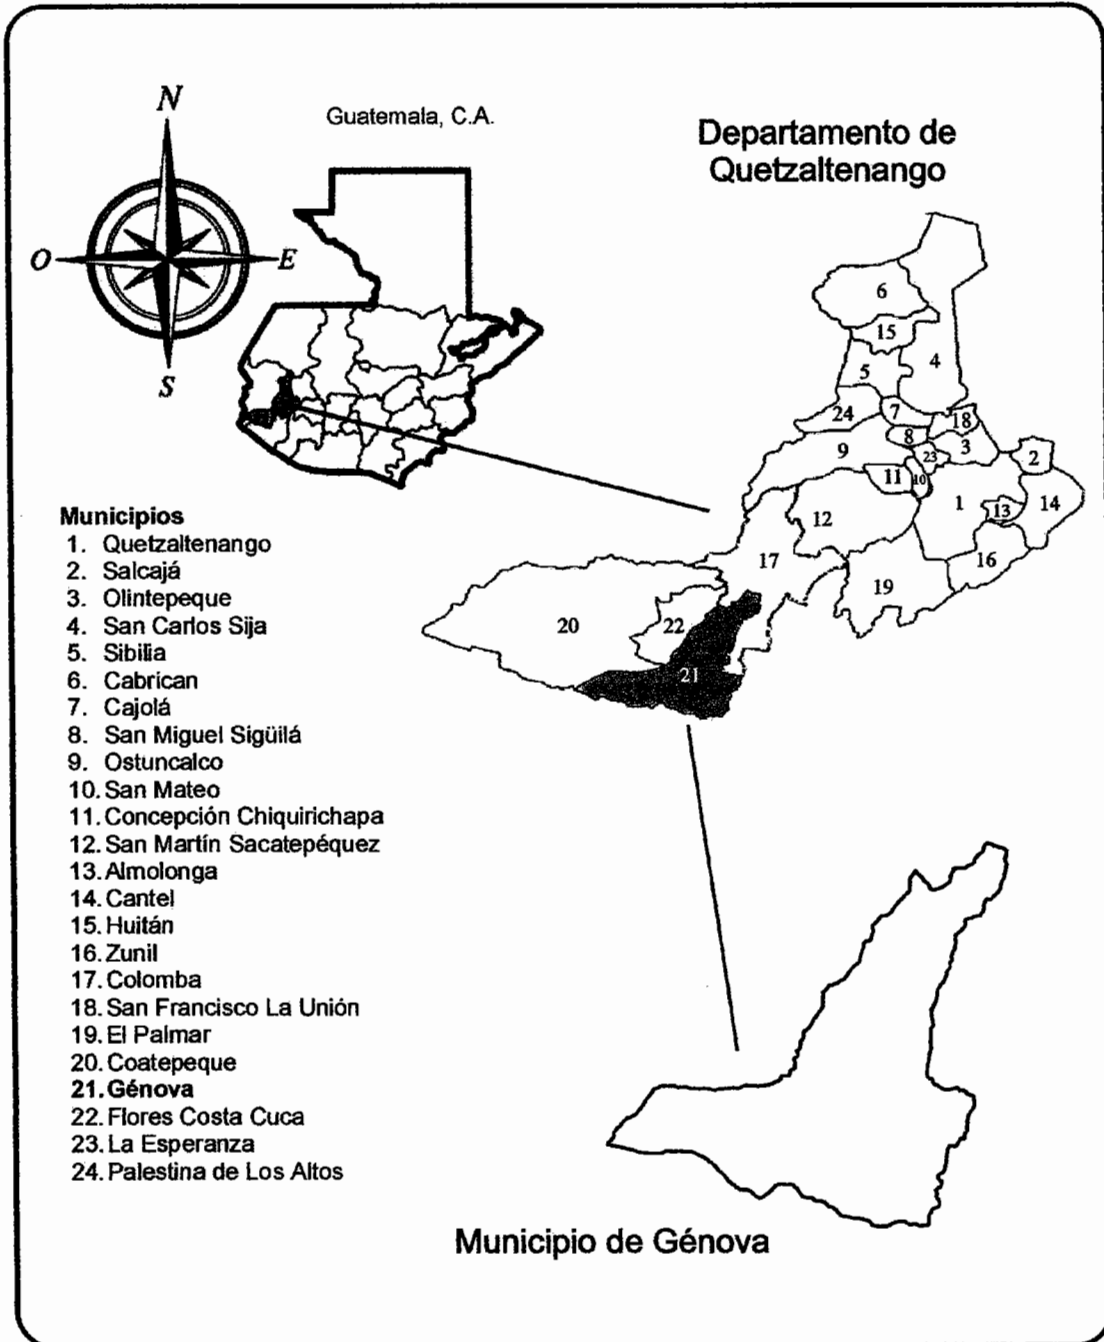 N
Guatemala, C.A.
Departamento de
Quetzaltenango
O
E
S
6
15
4
5
24
7
18
8
3
9
23
2
11
10
1
14
13
12
16
17
19
20
22
21
Municipios
1. Quetzaltenango
2. Salcajá
3. Olintepeque
4. San Carlos Sija
5. Sibilia
6. Cabrican
7. Cajolá
8. San Miguel Sigüilá
9. Ostuncalco
10. San Mateo
11. Concepción Chiquirichapa
12. San Martín Sacatepéquez
13. Almolonga
14. Cantel
15. Huitán
16. Zunil
17. Colomba
18. San Francisco La Unión
19. El Palmar
20. Coatepeque
21. Génova
22. Flores Costa Cuca
23. La Esperanza
24. Palestina de Los Altos
Municipio de Génova